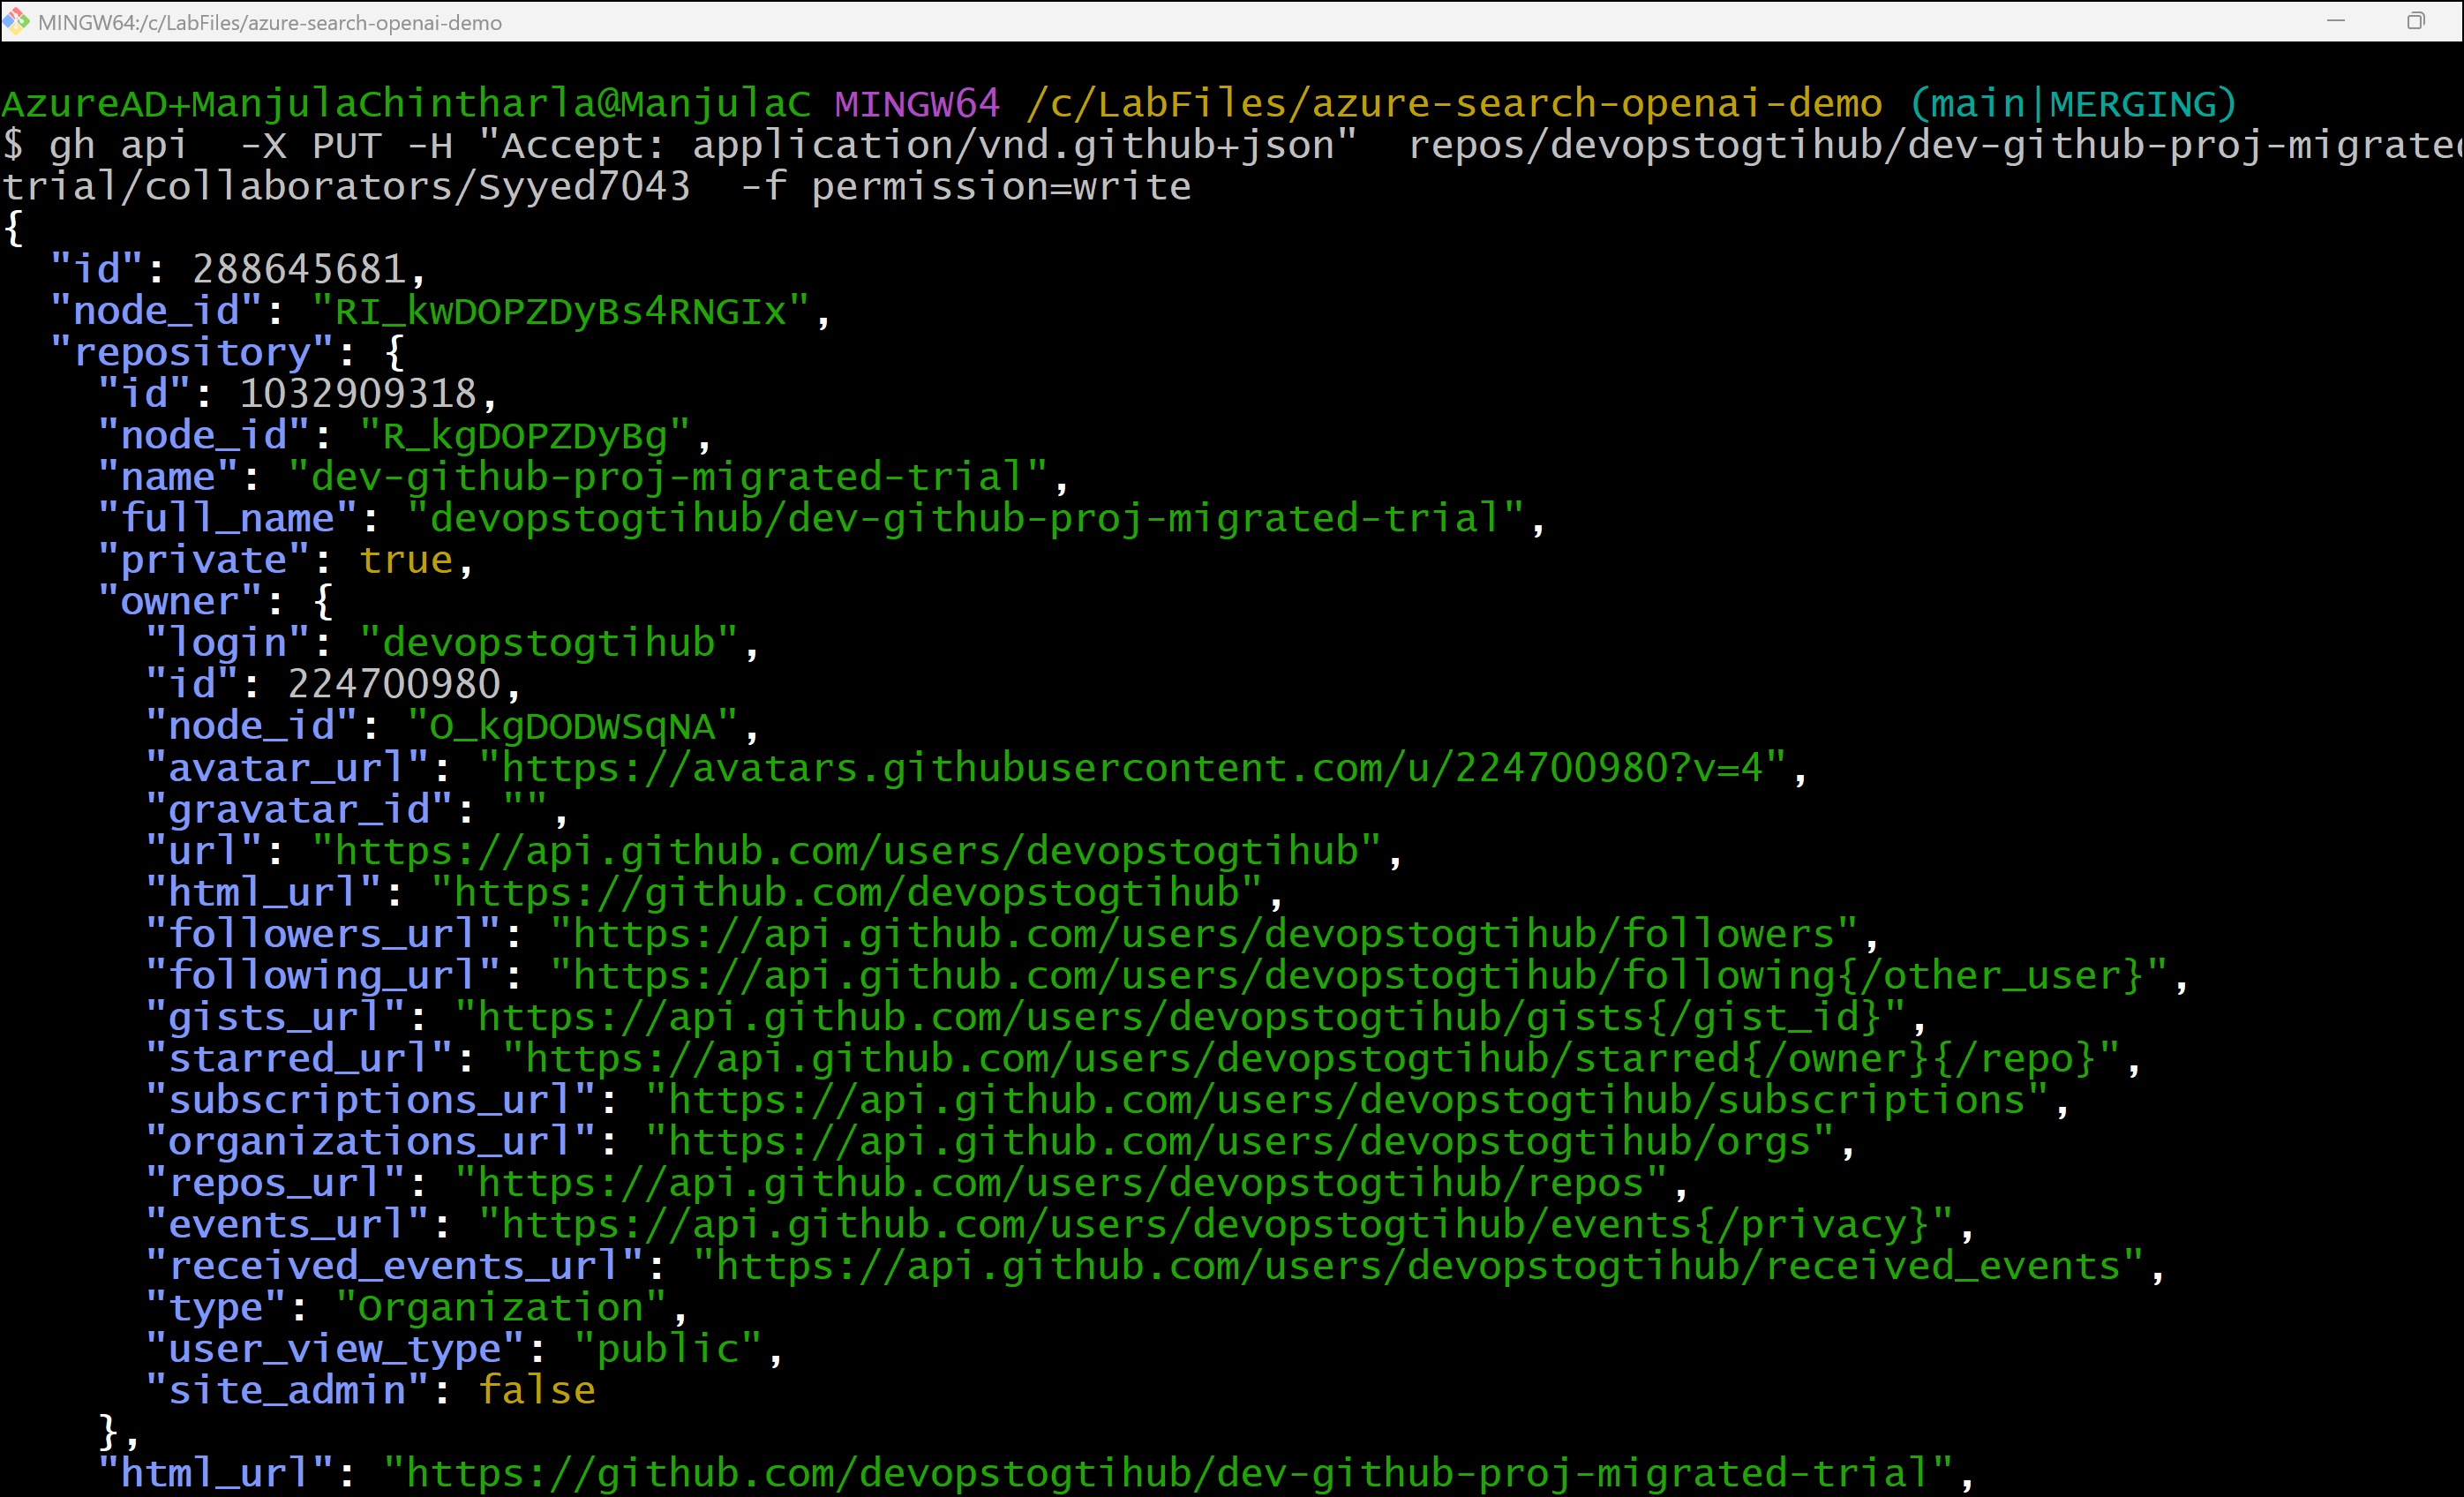 MINGW64:/c/LabFiles/azure-search-openai-demo
AzureAD+ManjulaChintharla@ManjulaC MINGW64 /c/LabFiles/azure-search-openai-demo (main|MERGING)
$ gh api  -X PUT -H "Accept: application/vnd.github+json"  repos/devopstogtihub/dev-github-proj-migrated
trial/collaborators/Syyed7043  -f permission=write
{
  "id": 288645681,
  "node_id": "RI_kwDOPZDyBs4RNGIx",
  "repository": {
    "id": 1032909318,
    "node_id": "R_kgDOPZDyBg",
    "name": "dev-github-proj-migrated-trial",
    "full_name": "devopstogtihub/dev-github-proj-migrated-trial",
    "private": true,
    "owner": {
      "login": "devopstogtihub",
      "id": 224700980,
      "node_id": "O_kgDODWSqNA",
      "avatar_url": "https://avatars.githubusercontent.com/u/224700980?v=4",
      "gravatar_id": "",
      "url": "https://api.github.com/users/devopstogtihub",
      "html_url": "https://github.com/devopstogtihub",
      "followers_url": "https://api.github.com/users/devopstogtihub/followers",
      "following_url": "https://api.github.com/users/devopstogtihub/following{/other_user}",
      "gists_url": "https://api.github.com/users/devopstogtihub/gists{/gist_id}",
      "starred_url": "https://api.github.com/users/devopstogtihub/starred{/owner}{/repo}",
      "subscriptions_url": "https://api.github.com/users/devopstogtihub/subscriptions",
      "organizations_url": "https://api.github.com/users/devopstogtihub/orgs",
      "repos_url": "https://api.github.com/users/devopstogtihub/repos",
      "events_url": "https://api.github.com/users/devopstogtihub/events{/privacy}",
      "received_events_url": "https://api.github.com/users/devopstogtihub/received_events",
      "type": "Organization",
      "user_view_type": "public",
      "site_admin": false
    },
    "html_url": "https://github.com/devopstogtihub/dev-github-proj-migrated-trial",